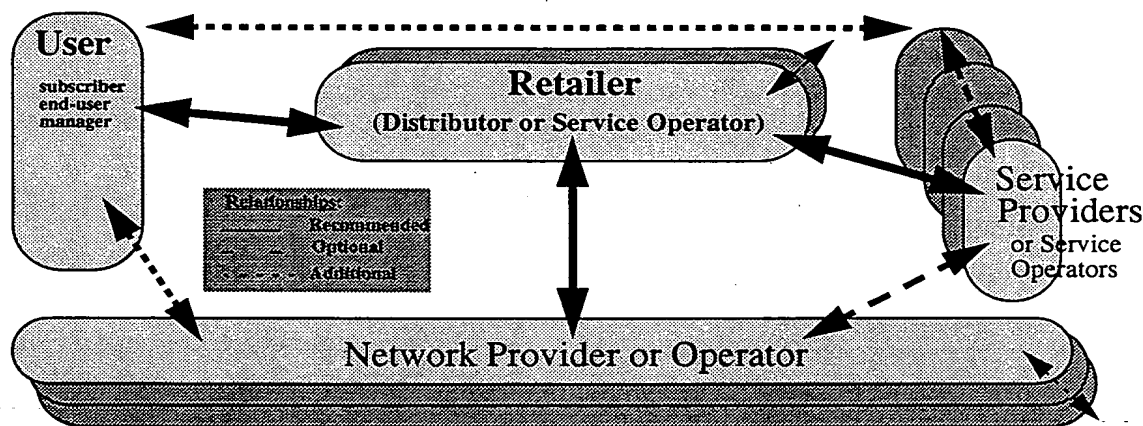 User
subscriber
end-user
manager
Retailer
(Distributor or Service Operator)
Service
Providers
or Service
Operators
Relationships:
Recommended
Optional
Additional
Network Provider or Operator